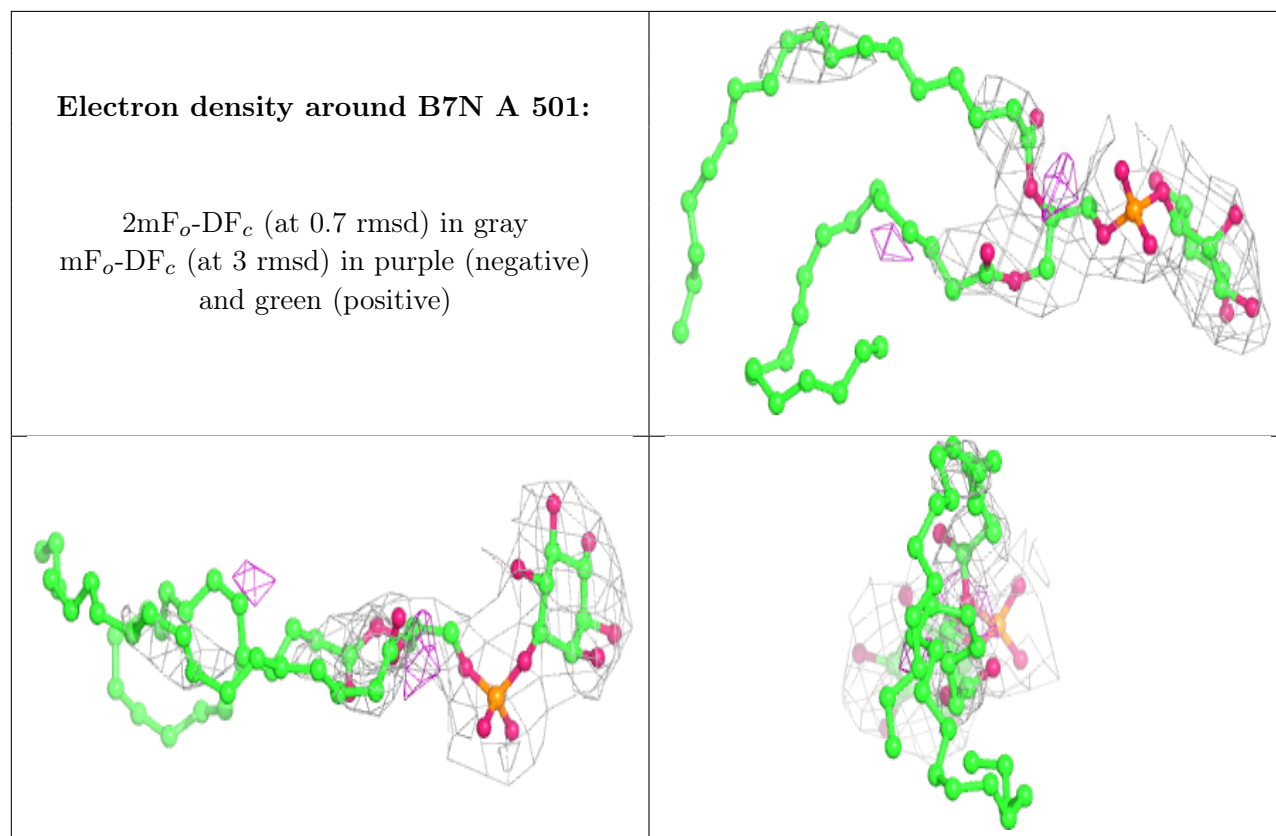 Electron density around B7N A 501:
2mFo-DFc (at 0.7 rmsd) in gray
mFo-DFc (at 3 rmsd) in purple (negative)
and green (positive)